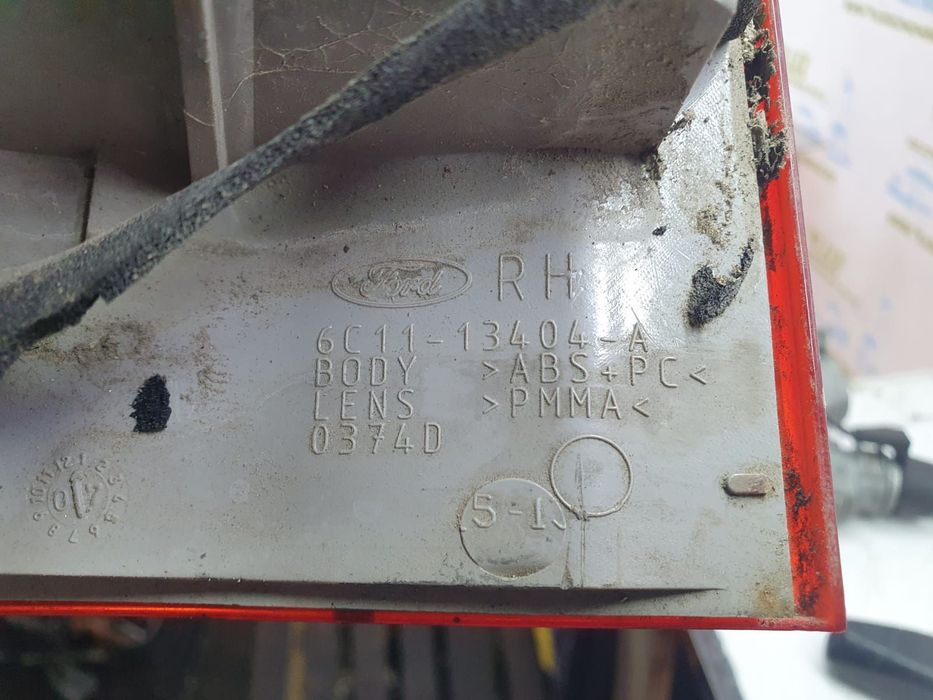 Ford RH
6C11-13404-A
BODY >ABS+PC<
LENS >PMMA<
0374D